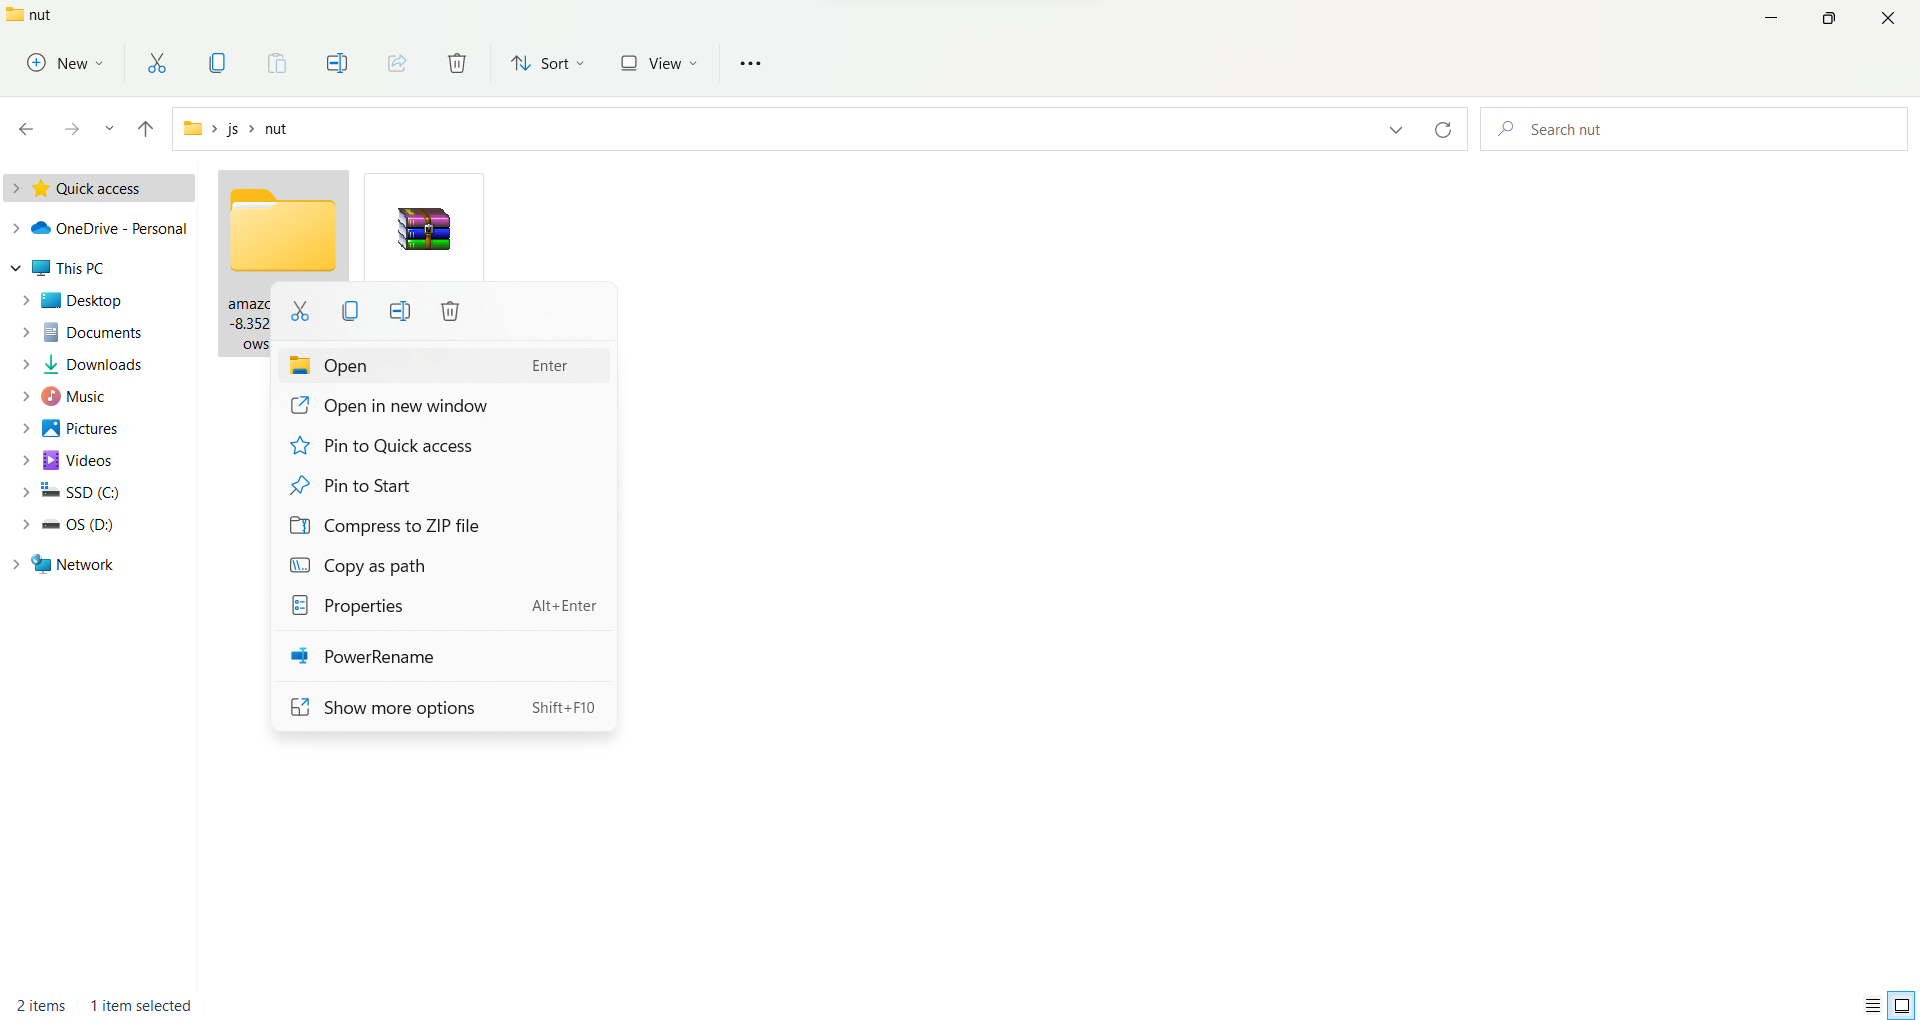 nut
New
Sort
View
js
nut
Search nut
Quick access
OneDrive - Personal
This PC
Desktop
Documents
Downloads
Music
Pictures
Videos
SSD (C:)
OS (D:)
Network
-8.352
ows
Open Enter
Open in new window
Pin to Quick access
Pin to Start
Compress to ZIP file
Copy as path
Properties Alt+Enter
PowerRename
Show more options Shift+F10
2 items 1 item selected